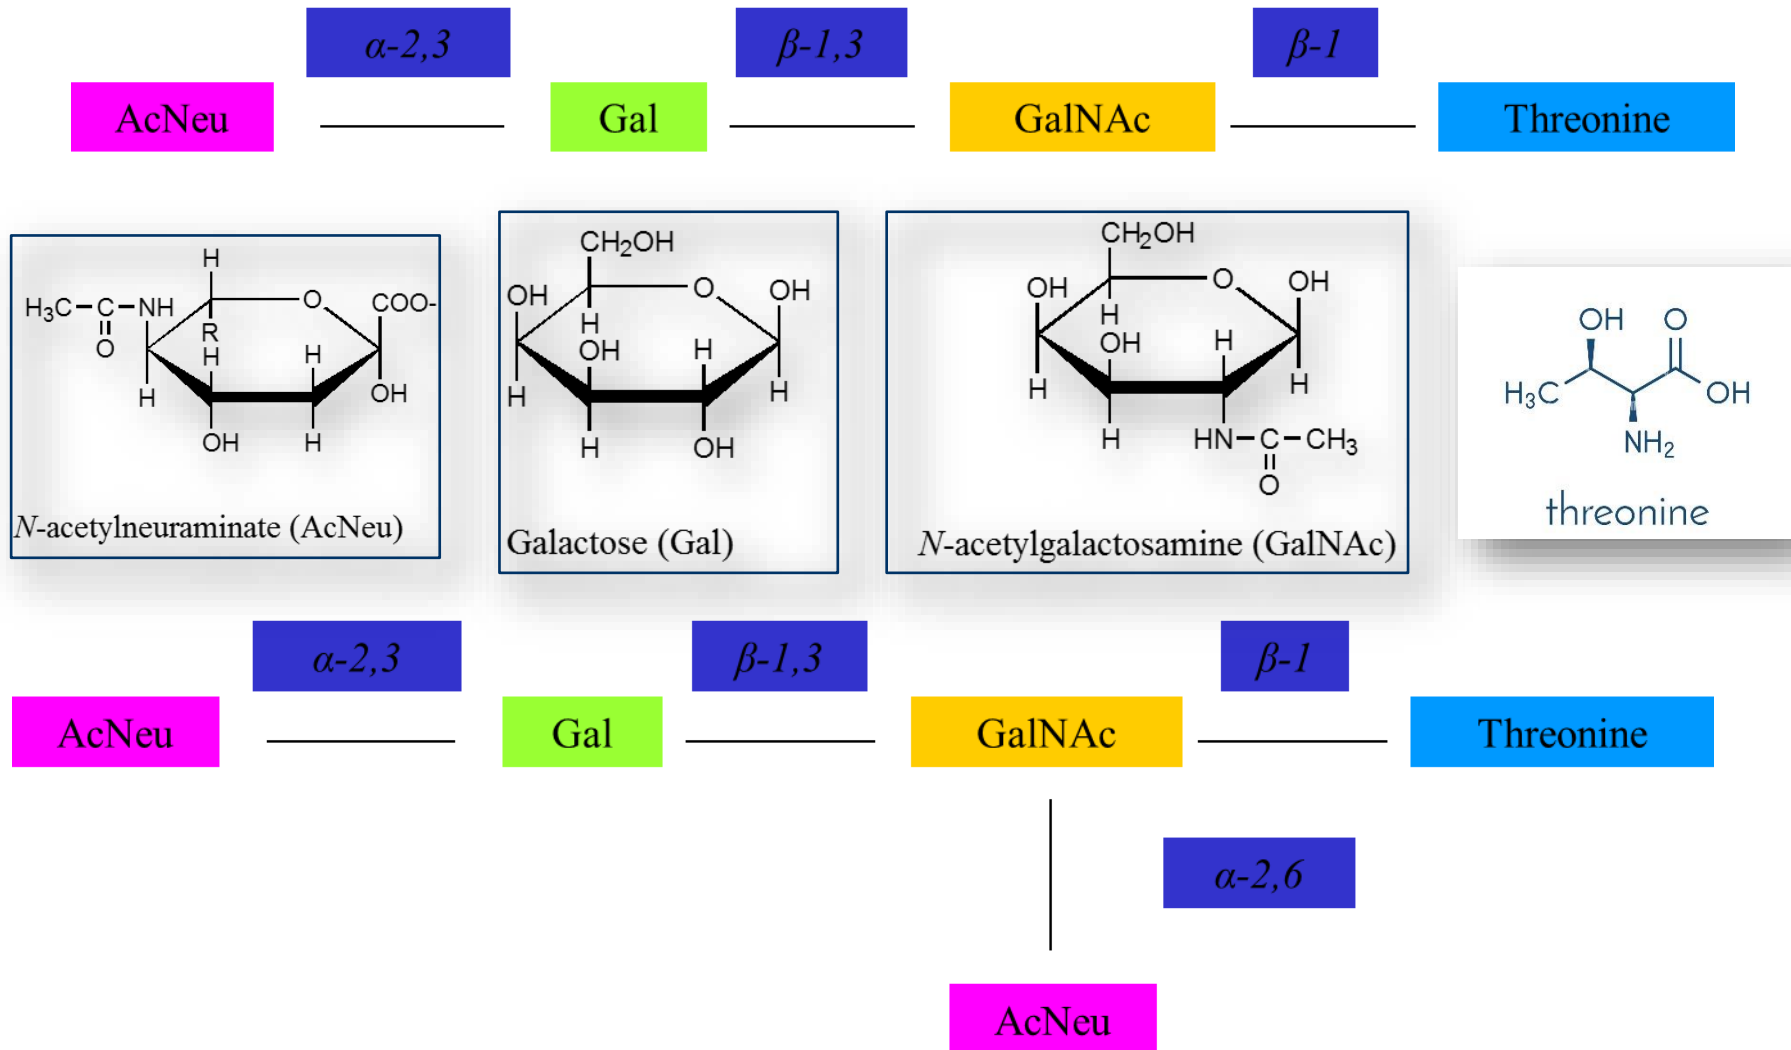 α-2,3
β-1,3
β-1
AcNeu
Gal
GalNAc
Threonine
H
H₃C–C–NH
O
O
COO-
R
H
H
H
OH
OH
H
N-acetylneuraminate (AcNeu)
CH₂OH
OH
O
OH
H
OH
H
H
H
H
OH
Galactose (Gal)
CH₂OH
OH
O
OH
H
OH
H
H
H
H
HN–C–CH₃
O
N-acetylgalactosamine (GalNAc)
OH
O
H₃C
OH
NH₂
threonine
α-2,3
β-1,3
β-1
AcNeu
Gal
GalNAc
Threonine
α-2,6
AcNeu